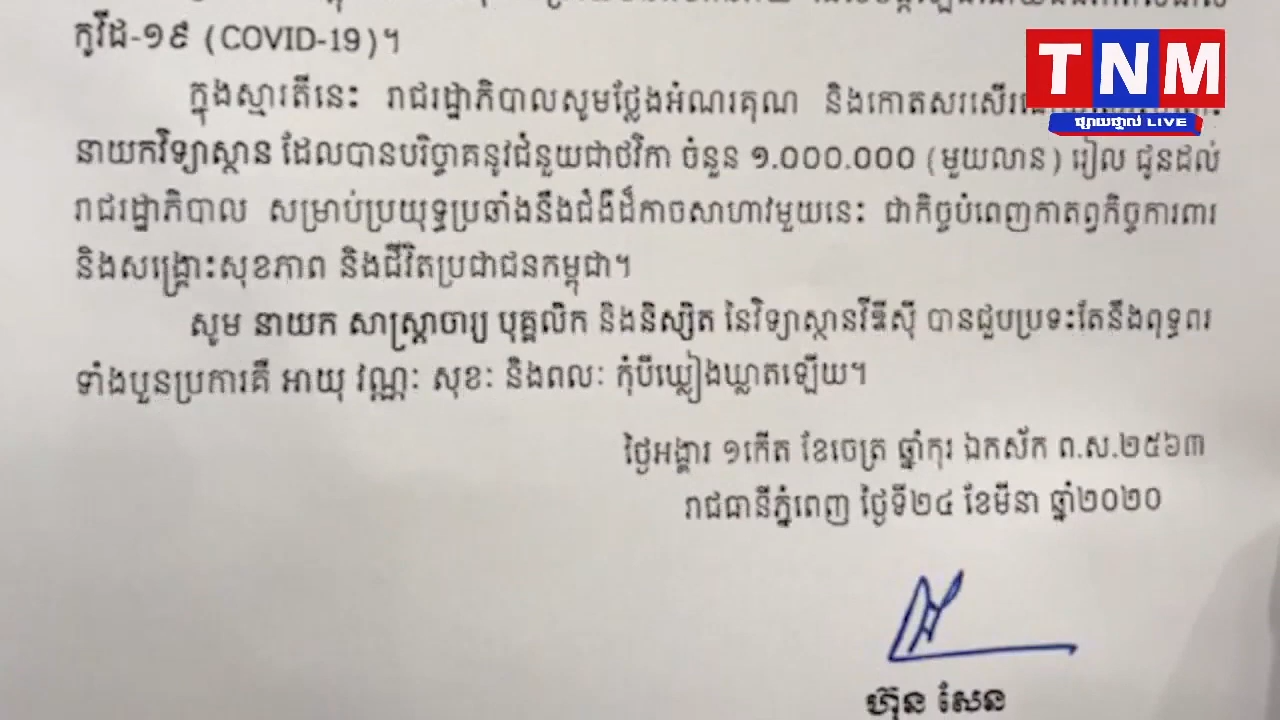 កូវីដ-១៩ (COVID-19)។
ក្នុងស្មារតីនេះ រាជរដ្ឋាភិបាលសូមថ្លែងអំណរគុណ និងកោតសរសើរ
នាយកវិទ្យាស្ថាន ដែលបានបរិច្ចាគនូវជំនួយជាថវិកា ចំនួន ១.០០០.០០០ (មួយលាន) រៀល ជូនដល់
រាជរដ្ឋាភិបាល សម្រាប់ប្រយុទ្ធប្រឆាំងនឹងជំងឺដ៏កាចសាហាវមួយនេះ ជាកិច្ចបំពេញកាតព្វកិច្ចការពារ
និងសង្គ្រោះសុខភាព និងជីវិតប្រជាជនកម្ពុជា។
សូម នាយក សាស្ត្រាចារ្យ បុគ្គលិក និងនិស្សិត នៃវិទ្យាស្ថានវីឌីស៊ី បានជួបប្រទះតែនឹងពុទ្ធពរ
ទាំងបួនប្រការគឺ អាយុ វណ្ណៈ សុខៈ និងពលៈ កុំបីឃ្លៀងឃ្លាតឡើយ។
ថ្ងៃអង្គារ ១កើត ខែចេត្រ ឆ្នាំកុរ ឯកស័ក ព.ស.២៥៦៣
រាជធានីភ្នំពេញ ថ្ងៃទី២៤ ខែមីនា ឆ្នាំ២០២០
ហ៊ុន សែន
TNM
ផ្សាយផ្ទាល់ LIVE